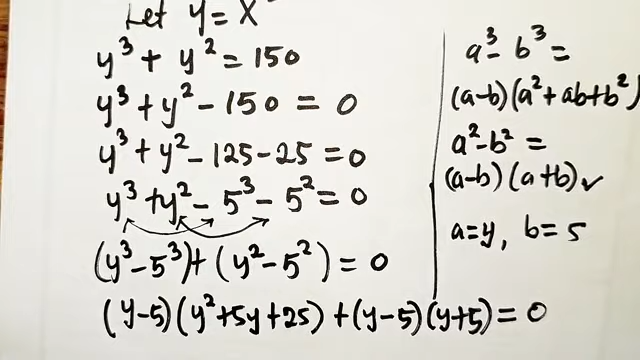 Let y = x
y³ + y² = 150
y³ + y² - 150 = 0
y³ + y² - 125 - 25 = 0
y³ + y² - 5³ - 5² = 0
(y³ - 5³) + (y² - 5²) = 0
(y-5)(y² + 5y + 25) + (y-5)(y+5) = 0
a³ - b³ =
(a-b)(a² + ab + b²)
a² - b² =
(a-b)(a+b)✓
a=y, b=5